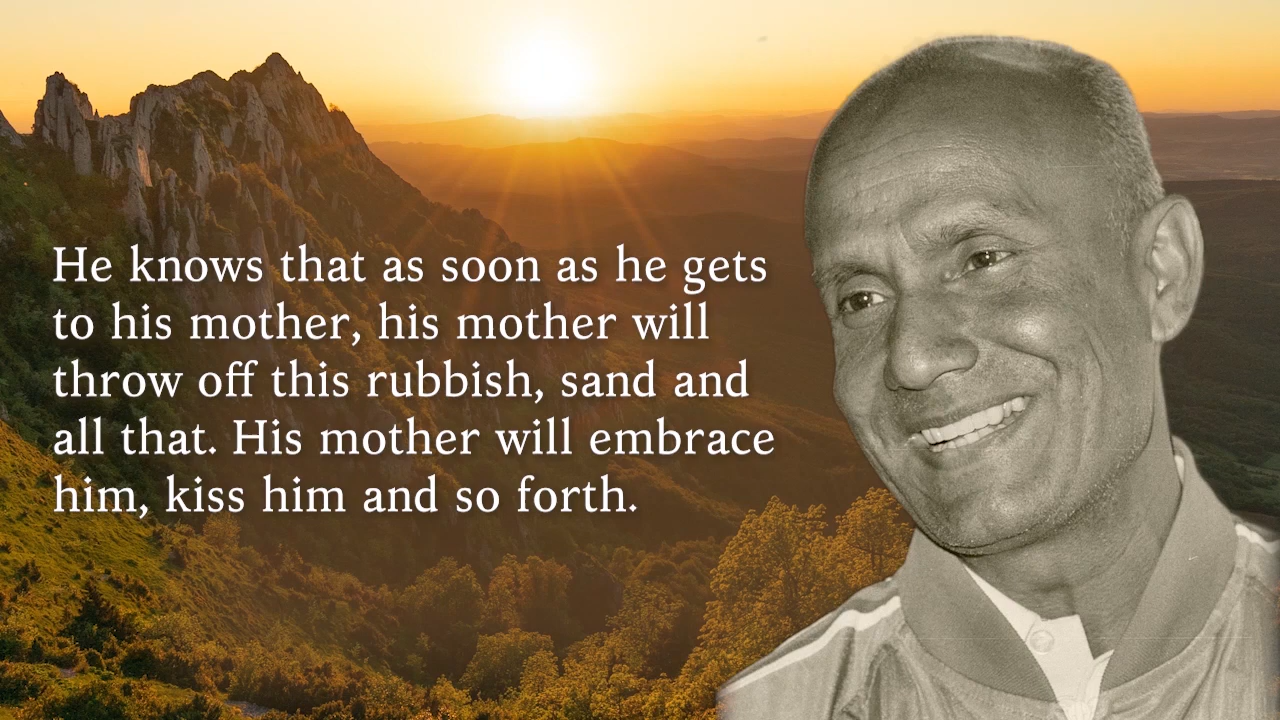 He knows that as soon as he gets
to his mother, his mother will
throw off this rubbish, sand and
all that. His mother will embrace
him, kiss him and so forth.